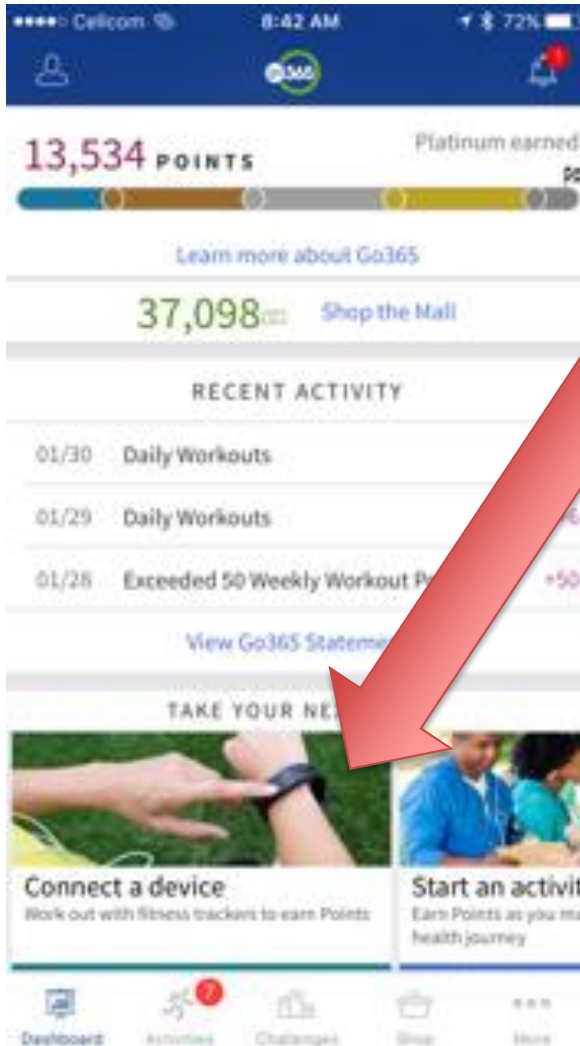 Cellcom 8:42 AM 72%
1
Go365
13,534 POINTS Platinum earned
Learn more about Go365
37,098 Shop the Mall
RECENT ACTIVITY
01/30 Daily Workouts
01/29 Daily Workouts
01/28 Exceeded 50 Weekly Workout +50
View Go365
TAKE YOUR
Connect a device
Work out with fitness trackers to earn Points
Start an activit
Earn Points as you ma
health journey
7
Dashboard Activities Challenges Shop More